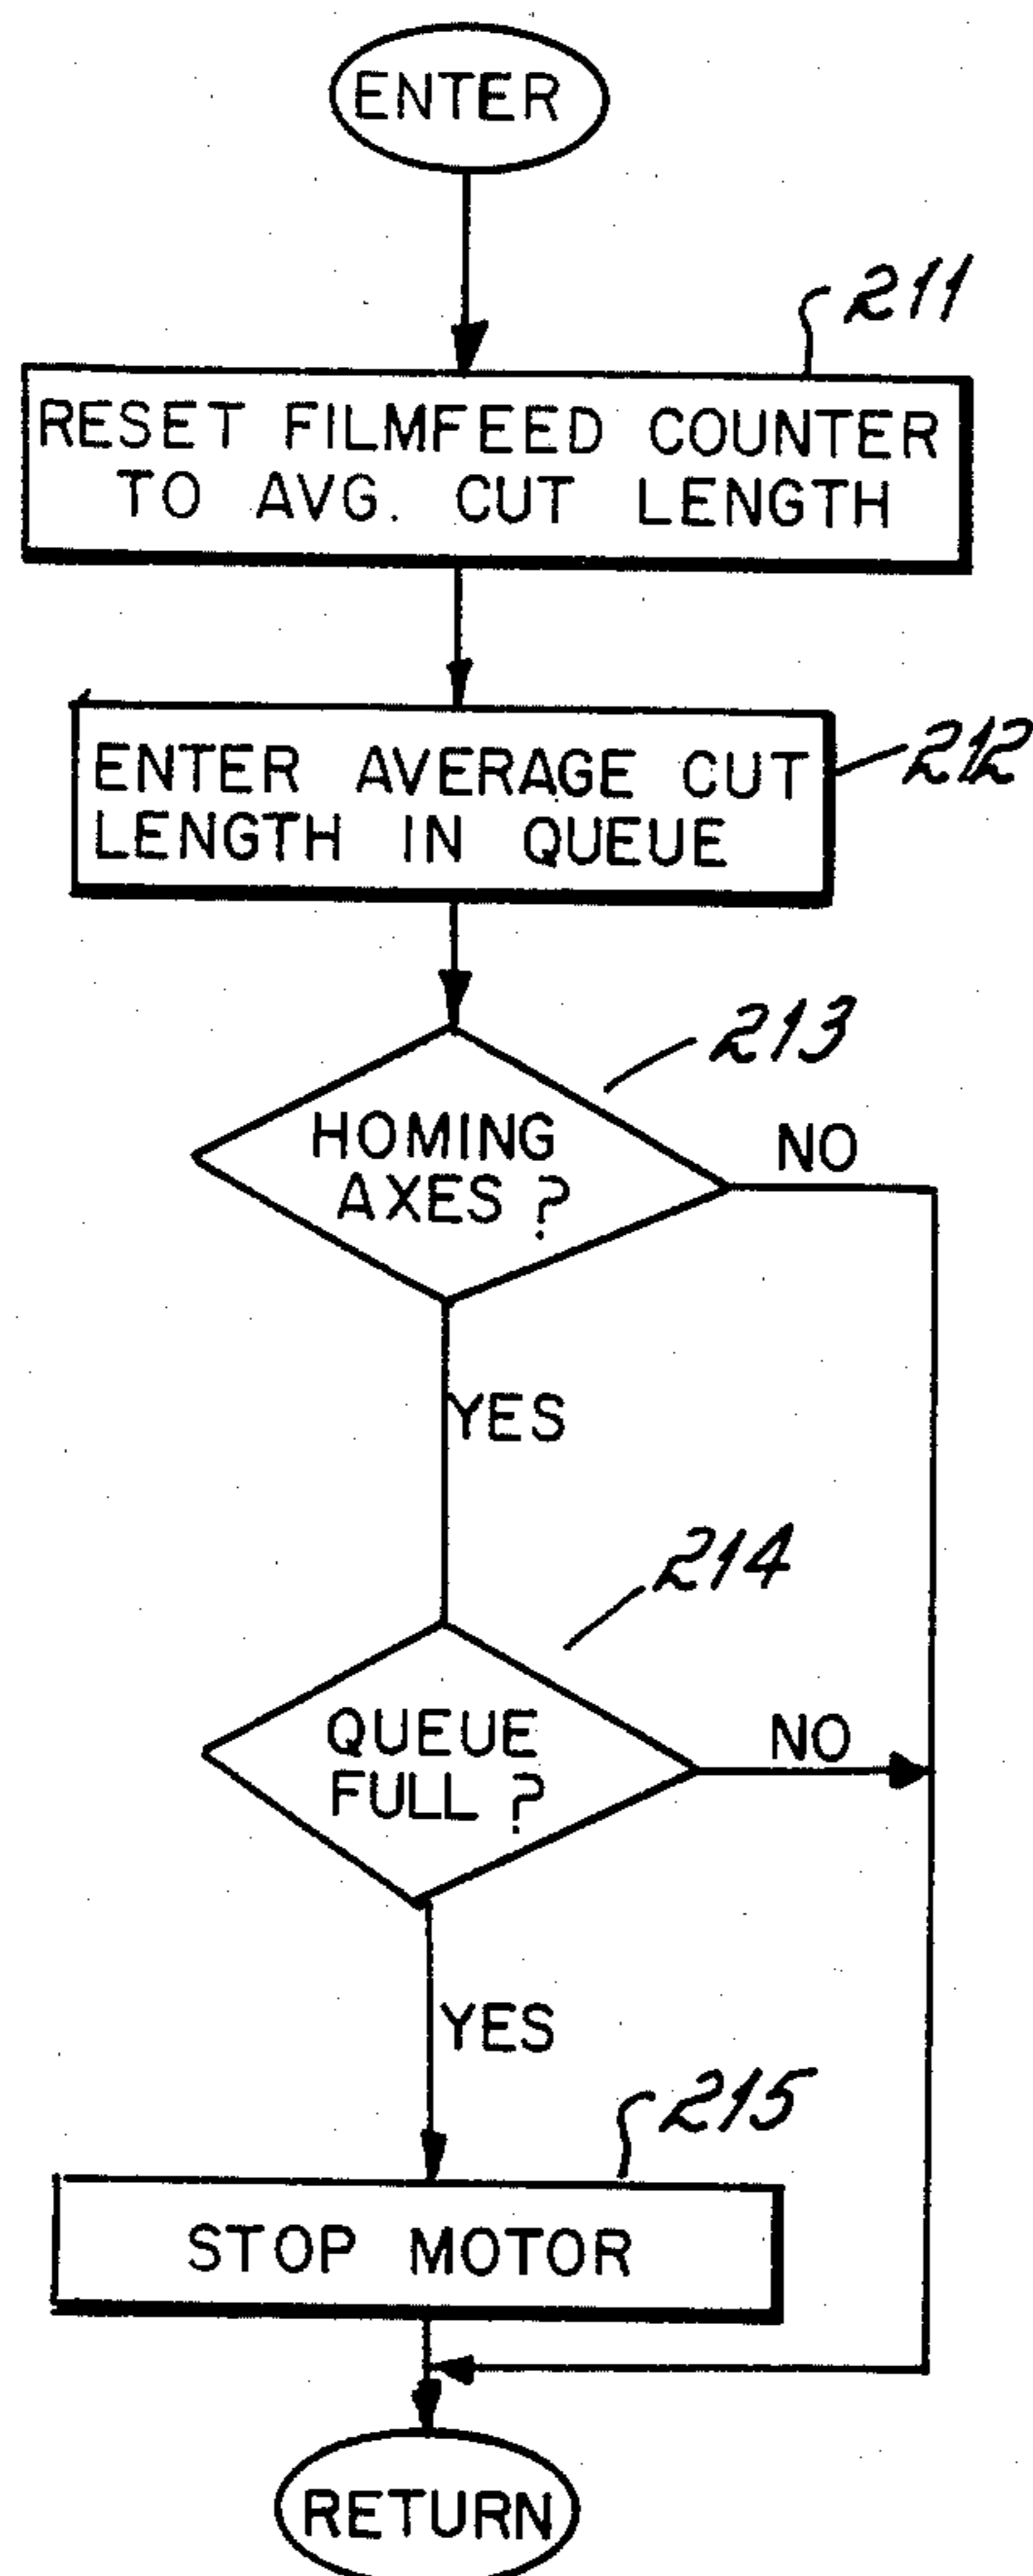 ENTER
211
RESET FILMFEED COUNTER
TO AVG. CUT LENGTH
212
ENTER AVERAGE CUT
LENGTH IN QUEUE
213
HOMING
AXES ?
NO
YES
214
QUEUE
FULL ?
NO
YES
215
STOP MOTOR
RETURN